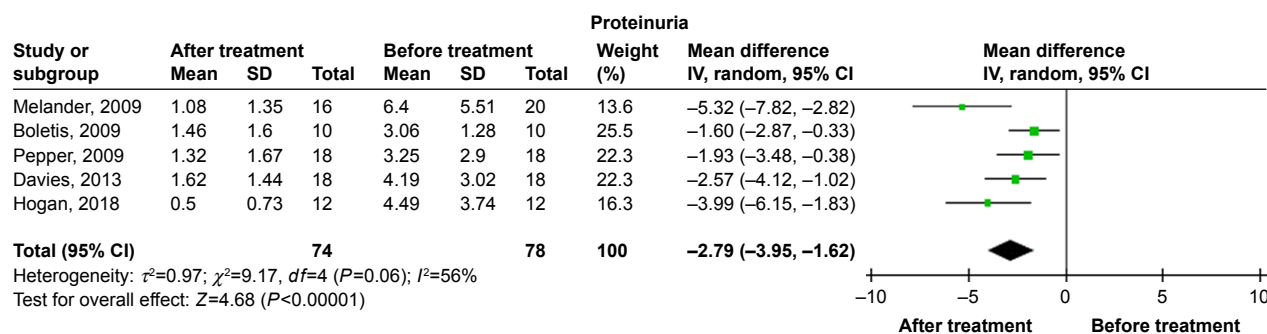 Proteinuria
Study or subgroup After treatment Before treatment Weight (%) Mean difference IV, random, 95% CI Mean difference IV, random, 95% CI
Mean SD Total Mean SD Total
Melander, 2009 1.08 1.35 16 6.4 5.51 20 13.6 –5.32 (–7.82, –2.82)
Boletis, 2009 1.46 1.6 10 3.06 1.28 10 25.5 –1.60 (–2.87, –0.33)
Pepper, 2009 1.32 1.67 18 3.25 2.9 18 22.3 –1.93 (–3.48, –0.38)
Davies, 2013 1.62 1.44 18 4.19 3.02 18 22.3 –2.57 (–4.12, –1.02)
Hogan, 2018 0.5 0.73 12 4.49 3.74 12 16.3 –3.99 (–6.15, –1.83)
Total (95% CI) 74 78 100 –2.79 (–3.95, –1.62)
Heterogeneity: τ²=0.97; χ²=9.17, df=4 (P=0.06); I²=56%
Test for overall effect: Z=4.68 (P<0.00001)
–10 –5 0 5 10
After treatment Before treatment